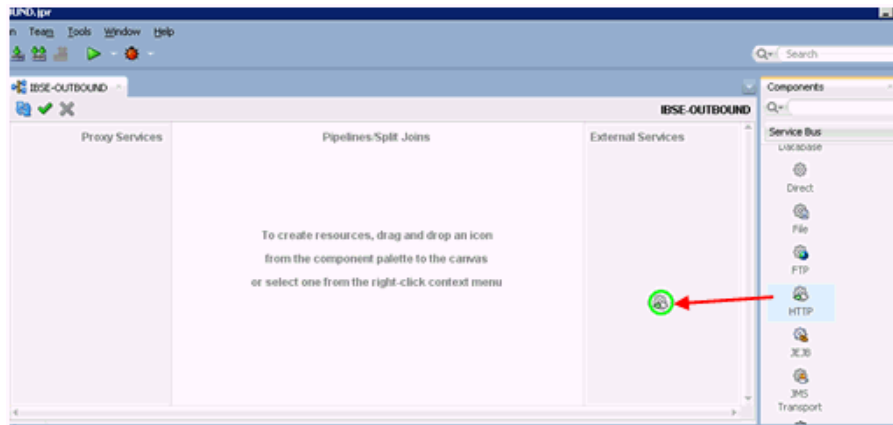 UND.jpr
n Team Tools Window Help
Search
IBSE-OUTBOUND
Components
IBSE-OUTBOUND
Proxy Services
Pipelines/Split Joins
External Services
Service Bus
Database
Direct
To create resources, drag and drop an icon
from the component palette to the canvas
or select one from the right-click context menu
File
FTP
HTTP
JEJB
JMS
Transport